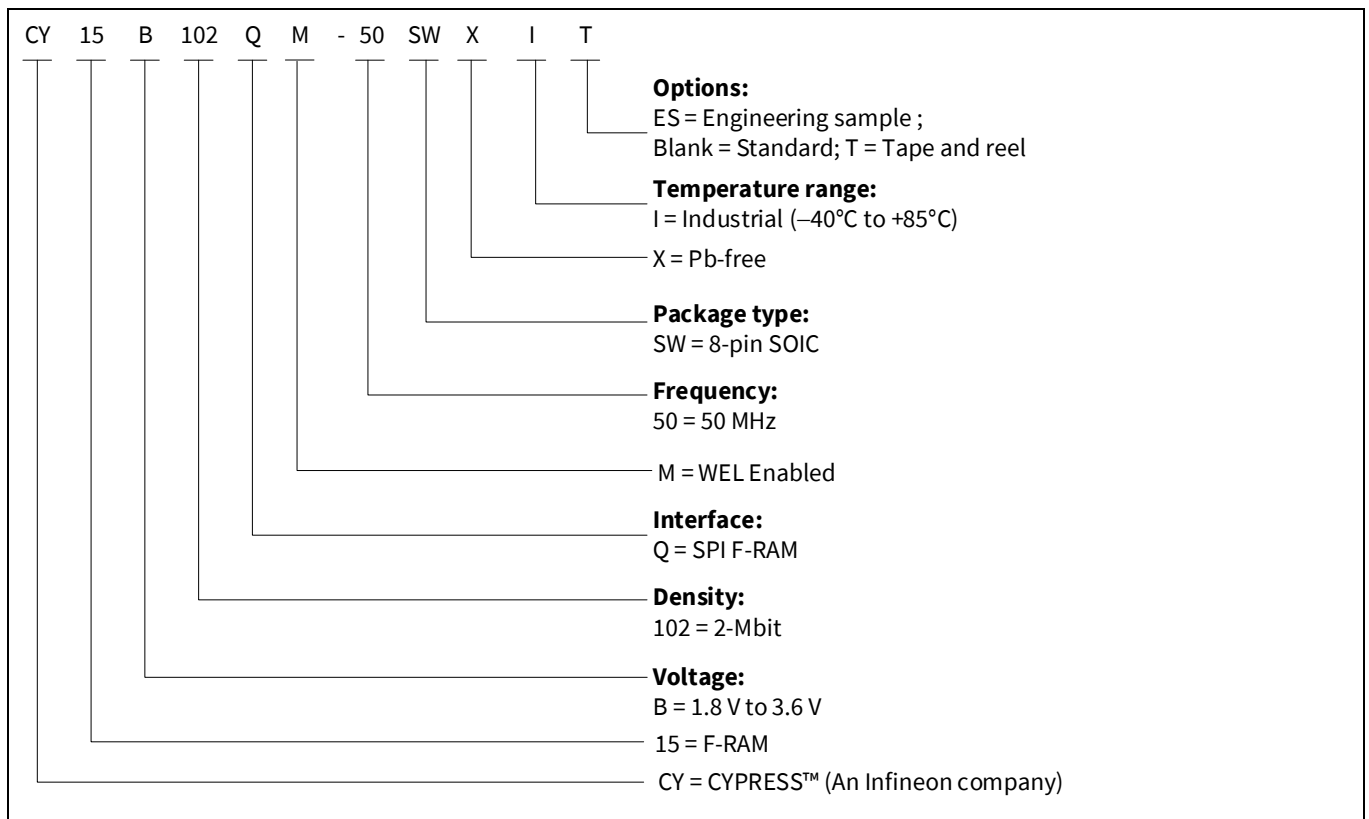 CY 15 B 102 Q M - 50 SW X I T
Options:
ES = Engineering sample ;
Blank = Standard; T = Tape and reel
Temperature range:
I = Industrial (–40°C to +85°C)
X = Pb-free
Package type:
SW = 8-pin SOIC
Frequency:
50 = 50 MHz
M = WEL Enabled
Interface:
Q = SPI F-RAM
Density:
102 = 2-Mbit
Voltage:
B = 1.8 V to 3.6 V
15 = F-RAM
CY = CYPRESS™ (An Infineon company)